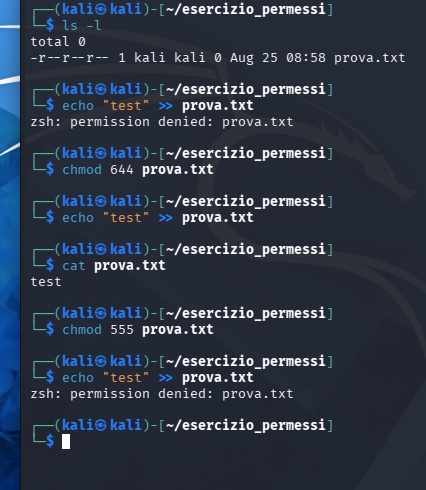 ┌──(kali㉿kali)-[~/esercizio_permessi]
└─$ ls -l
total 0
-r--r--r-- 1 kali kali 0 Aug 25 08:58 prova.txt
┌──(kali㉿kali)-[~/esercizio_permessi]
└─$ echo "test" >> prova.txt
zsh: permission denied: prova.txt
┌──(kali㉿kali)-[~/esercizio_permessi]
└─$ chmod 644 prova.txt
┌──(kali㉿kali)-[~/esercizio_permessi]
└─$ echo "test" >> prova.txt
┌──(kali㉿kali)-[~/esercizio_permessi]
└─$ cat prova.txt
test
┌──(kali㉿kali)-[~/esercizio_permessi]
└─$ chmod 555 prova.txt
┌──(kali㉿kali)-[~/esercizio_permessi]
└─$ echo "test" >> prova.txt
zsh: permission denied: prova.txt
┌──(kali㉿kali)-[~/esercizio_permessi]
└─$